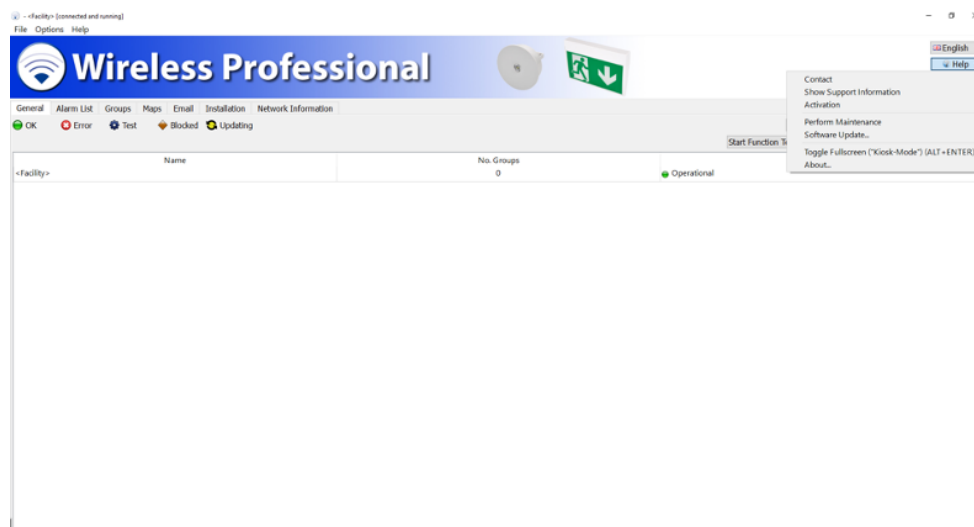 - <Facility> [connected and running]
File Options Help
Wireless Professional
English
Help
General Alarm List Groups Maps Email Installation Network Information
OK Error Test Blocked Updating
Start Function
Contact
Show Support Information
Activation
Perform Maintenance
Software Update...
Toggle Fullscreen ("Kiosk-Mode") (ALT+ENTER)
About...
Name No. Groups
<Facility> 0 Operational